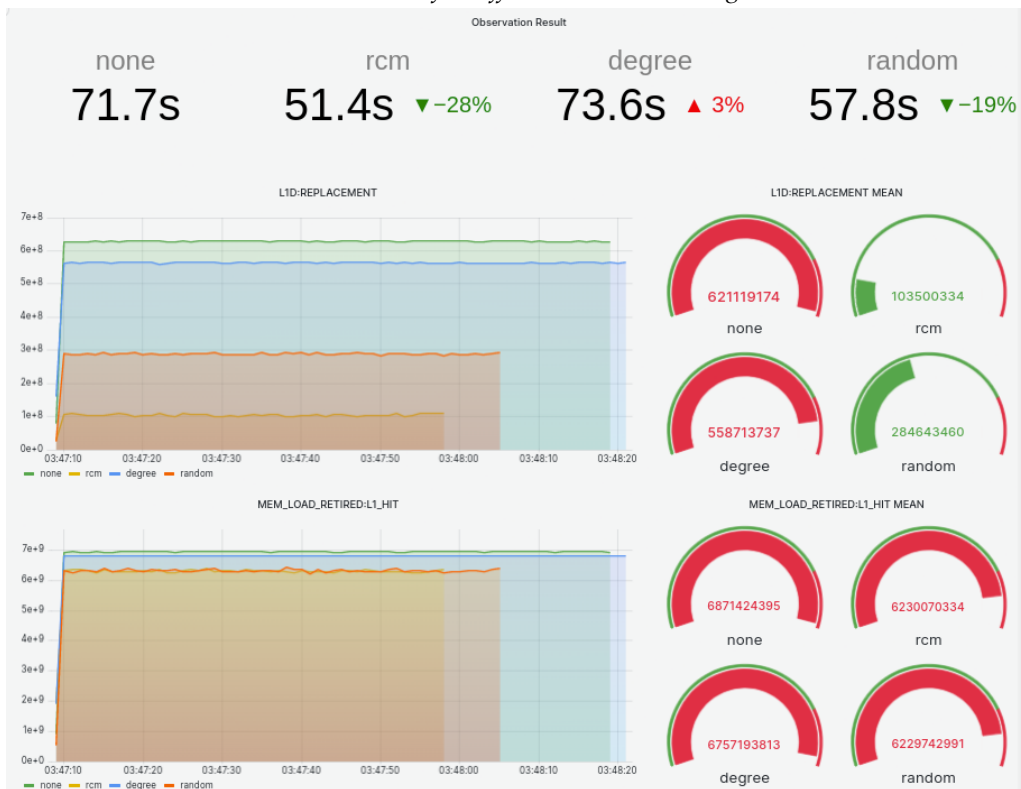 Observation Result
none rcm degree random
71.7s 51.4s ▼−28% 73.6s ▲ 3% 57.8s ▼−19%
L1D:REPLACEMENT
7e+8
6e+8
5e+8
4e+8
3e+8
2e+8
1e+8
0e+0
03:47:10 03:47:20 03:47:30 03:47:40 03:47:50 03:48:00 03:48:10 03:48:20
none rcm degree random
L1D:REPLACEMENT MEAN
621119174 103500334
none rcm
558713737 284643460
degree random
MEM_LOAD_RETIRED:L1_HIT
7e+9
6e+9
5e+9
4e+9
3e+9
2e+9
1e+9
0e+0
03:47:10 03:47:20 03:47:30 03:47:40 03:47:50 03:48:00 03:48:10 03:48:20
none rcm degree random
MEM_LOAD_RETIRED:L1_HIT MEAN
6871424395 6230070334
none rcm
6757193813 6229742991
degree random